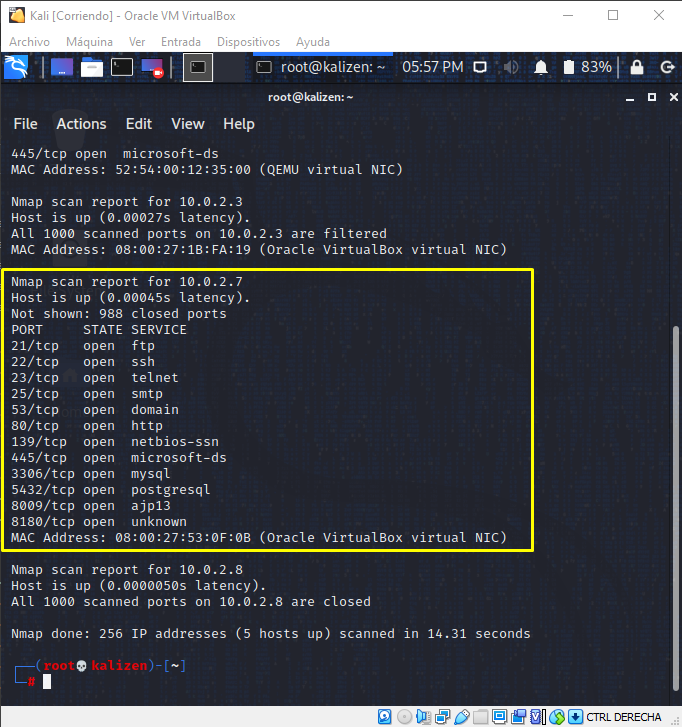 Kali [Corriendo] - Oracle VM VirtualBox
Archivo Máquina Ver Entrada Dispositivos Ayuda
root@kalizen: ~ 05:57 PM 83%
root@kalizen: ~
File Actions Edit View Help
445/tcp open  microsoft-ds
MAC Address: 52:54:00:12:35:00 (QEMU virtual NIC)
Nmap scan report for 10.0.2.3
Host is up (0.00027s latency).
All 1000 scanned ports on 10.0.2.3 are filtered
MAC Address: 08:00:27:1B:FA:19 (Oracle VirtualBox virtual NIC)
Nmap scan report for 10.0.2.7
Host is up (0.00045s latency).
Not shown: 988 closed ports
PORT     STATE SERVICE
21/tcp   open  ftp
22/tcp   open  ssh
23/tcp   open  telnet
25/tcp   open  smtp
53/tcp   open  domain
80/tcp   open  http
139/tcp  open  netbios-ssn
445/tcp  open  microsoft-ds
3306/tcp open  mysql
5432/tcp open  postgresql
8009/tcp open  ajp13
8180/tcp open  unknown
MAC Address: 08:00:27:53:0F:0B (Oracle VirtualBox virtual NIC)
Nmap scan report for 10.0.2.8
Host is up (0.0000050s latency).
All 1000 scanned ports on 10.0.2.8 are closed
Nmap done: 256 IP addresses (5 hosts up) scanned in 14.31 seconds
┌──(root💀kalizen)-[~]
└─#
CTRL DERECHA